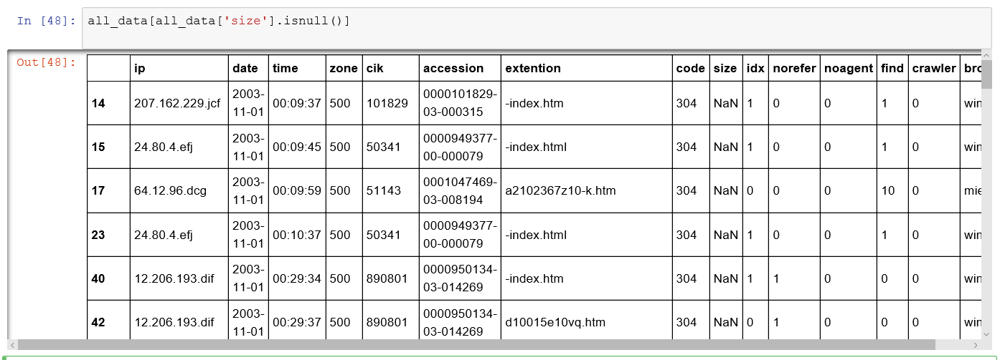 In [48]: all_data[all_data['size'].isnull()]
Out[48]:
ip date time zone cik accession extention code size idx norefer noagent find crawler bro
14 207.162.229.jcf 2003-11-01 00:09:37 500 101829 0000101829-03-000315 -index.htm 304 NaN 1 0 0 1 0 win
15 24.80.4.efj 2003-11-01 00:09:45 500 50341 0000949377-00-000079 -index.html 304 NaN 1 0 0 1 0 win
17 64.12.96.dcg 2003-11-01 00:09:59 500 51143 0001047469-03-008194 a2102367z10-k.htm 304 NaN 0 0 0 10 0 mie
23 24.80.4.efj 2003-11-01 00:10:37 500 50341 0000949377-00-000079 -index.html 304 NaN 1 0 0 1 0 win
40 12.206.193.dif 2003-11-01 00:29:34 500 890801 0000950134-03-014269 -index.htm 304 NaN 1 1 0 0 0 win
42 12.206.193.dif 2003-11-01 00:29:37 500 890801 0000950134-03-014269 d10015e10vq.htm 304 NaN 0 1 0 0 0 win